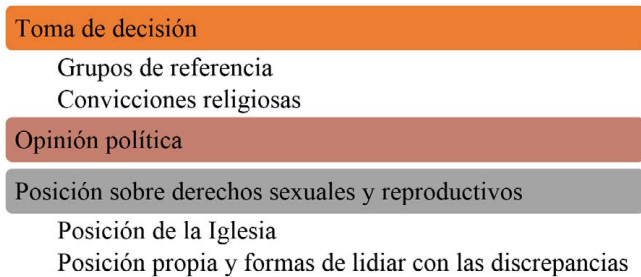 Toma de decisión
Grupos de referencia
Convicciones religiosas
Opinión política
Posición sobre derechos sexuales y reproductivos
Posición de la Iglesia
Posición propia y formas de lidiar con las discrepancias